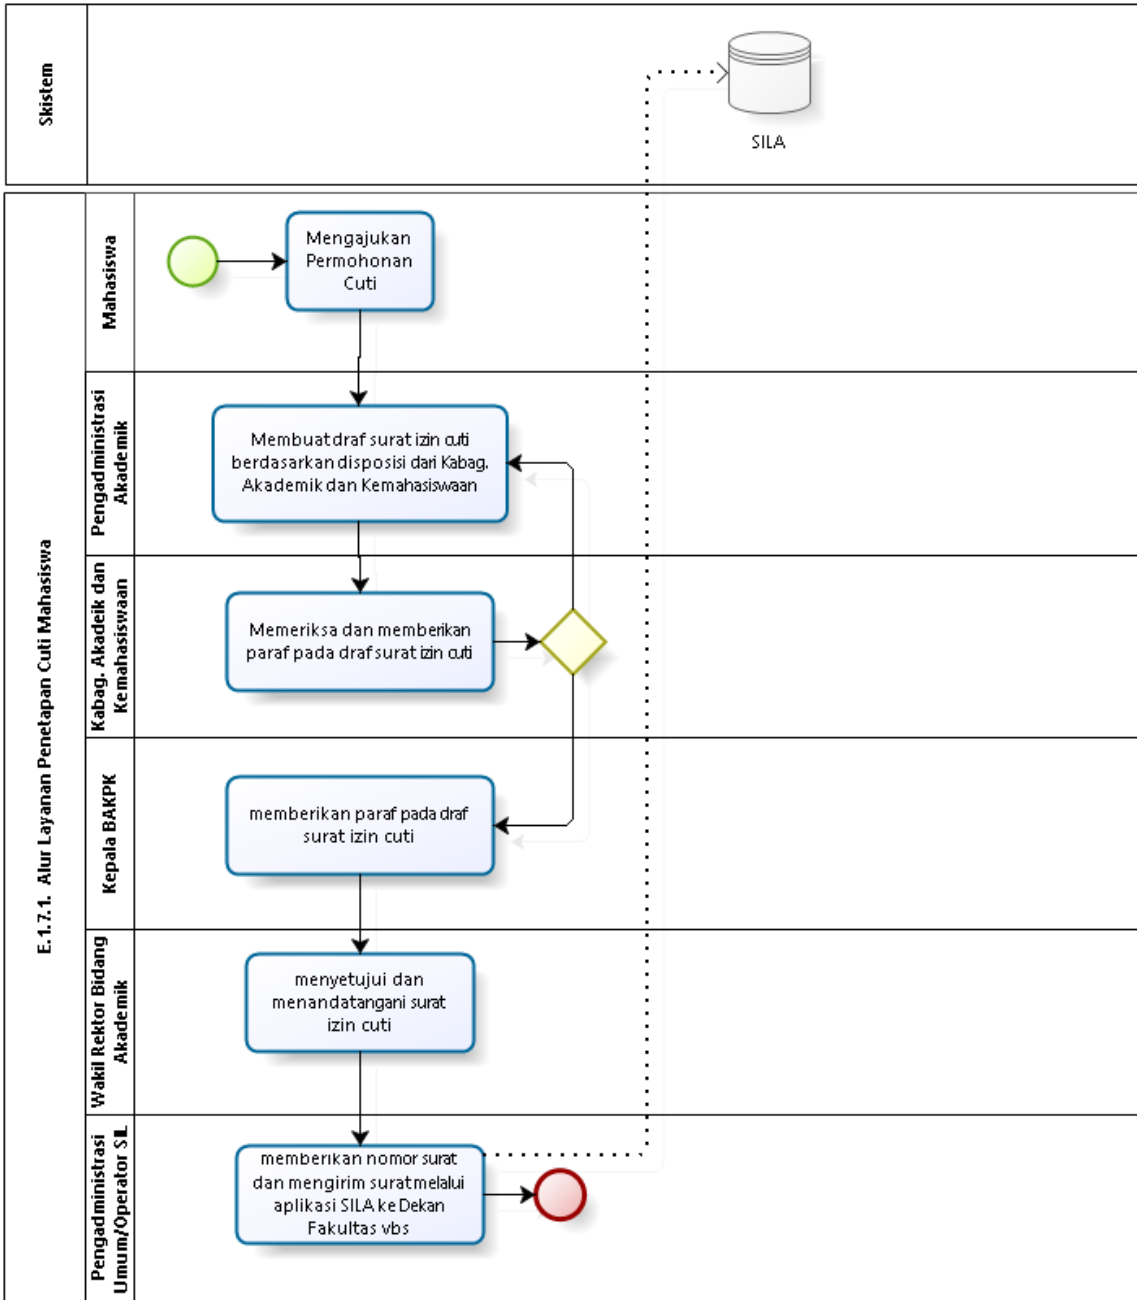 Skistem
SILA
E.1.7.1. Alur Layanan Penetapan Cuti Mahasiswa
Mahasiswa
Mengajukan
Permohonan
Cuti
Pengadministrasi
Akademik
Membuat draf surat izin cuti
berdasarkan disposisi dari Kabag.
Akademik dan Kemahasiswaan
Kabag. Akadeik dan
Kemahasiswaan
Memeriksa dan memberikan
paraf pada draf surat izin cuti
Kepala BAKPK
memberikan paraf pada draf
surat izin cuti
Wakil Rektor Bidang
Akademik
menyetujui dan
menandatangani surat
izin cuti
Pengadministrasi
Umum/Operator SIL
memberikan nomor surat
dan mengirim surat melalui
aplikasi SILA ke Dekan
Fakultas ybs